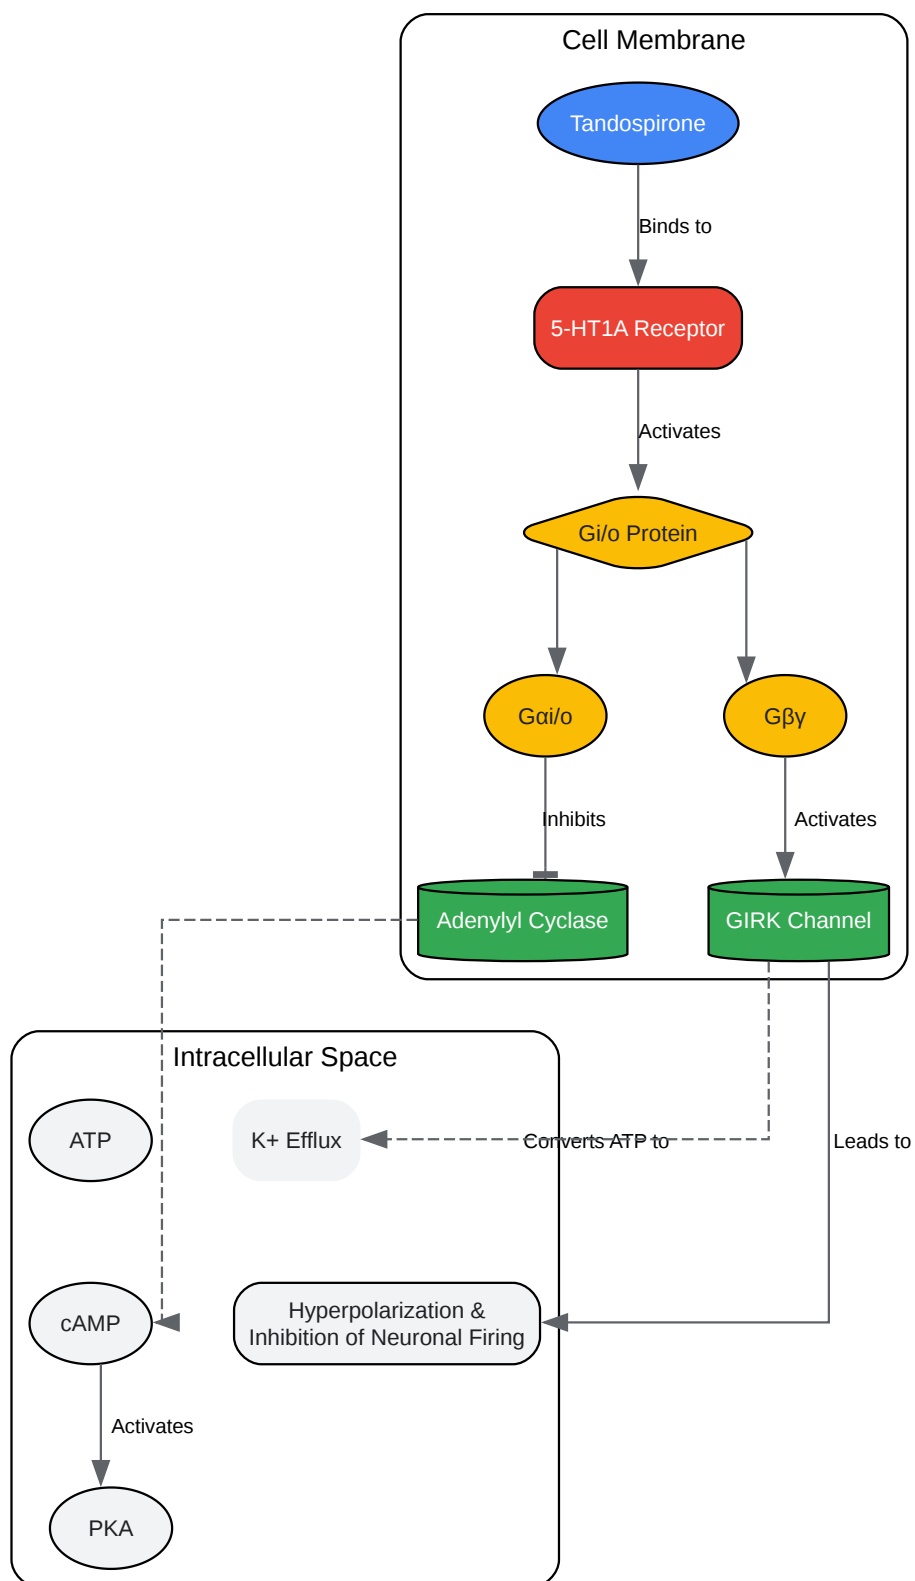 Cell Membrane
Tandospirone
Binds to
5-HT1A Receptor
Activates
Gi/o Protein
Gαi/o
Gβγ
Inhibits
Activates
Adenylyl Cyclase
GIRK Channel
Intracellular Space
ATP
K+ Efflux
Converts ATP to
Leads to
cAMP
Hyperpolarization &
Inhibition of Neuronal Firing
Activates
PKA